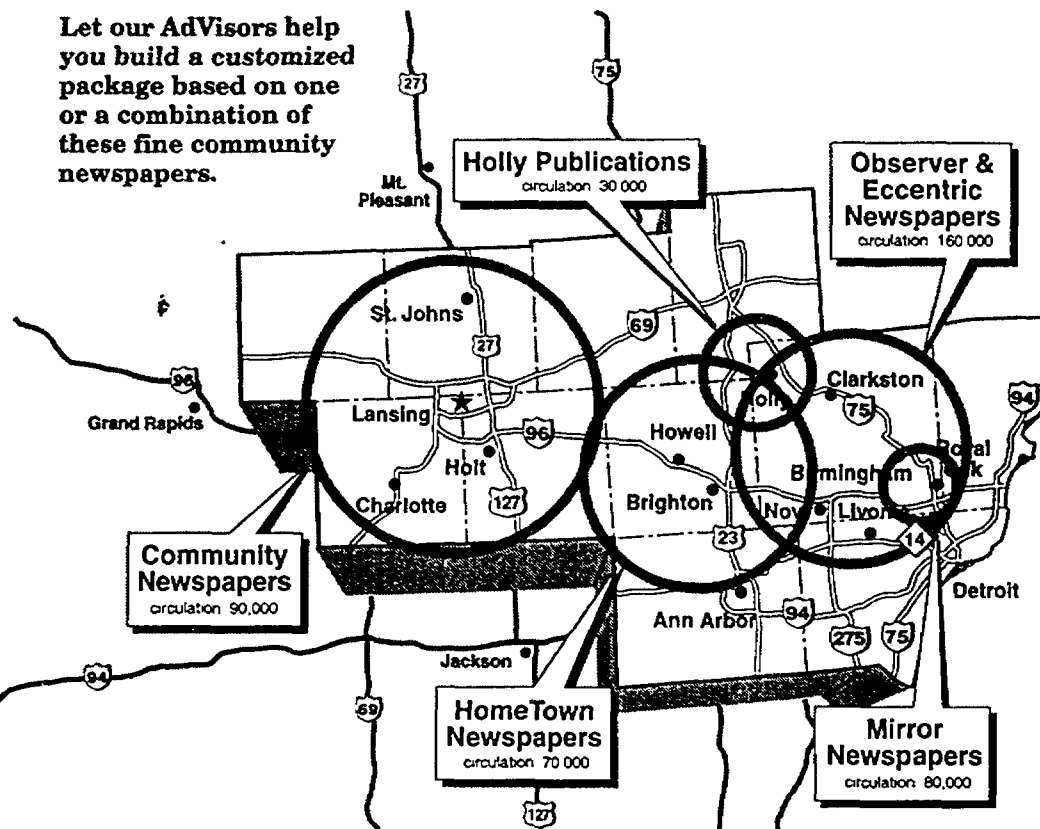 Let our AdVisors help
you build a customized
package based on one
or a combination of
these fine community
newspapers.
27
75
Mt.
Pleasant
Holly Publications
circulation 30 000
Observer &
Eccentric
Newspapers
circulation 160 000
St. Johns
69
27
96
Grand Rapids
Lansing
96
Holt
Charlotte
127
Howell
Brighton
23
Clarkston
75
94
Birmingham
Royal
14
Detroit
Ann Arbor
94
275
75
Community
Newspapers
circulation 90,000
Jackson
94
69
HomeTown
Newspapers
circulation 70 000
Mirror
Newspapers
circulation 80,000
127